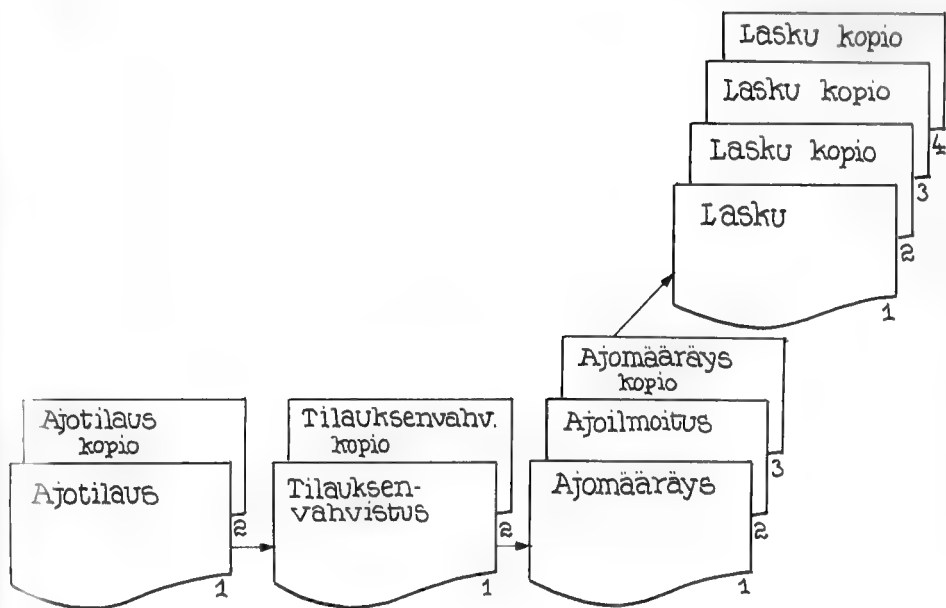 Lasku kopio
4
Lasku kopio
3
Lasku kopio
2
Lasku
1
Ajotilaus
kopio
2
Ajotilaus
1
Tilauksenvahv.
kopio
2
Tilauksen-
vahvistus
1
Ajomääräys
kopio
3
Ajoilmoitus
2
Ajomääräys
1